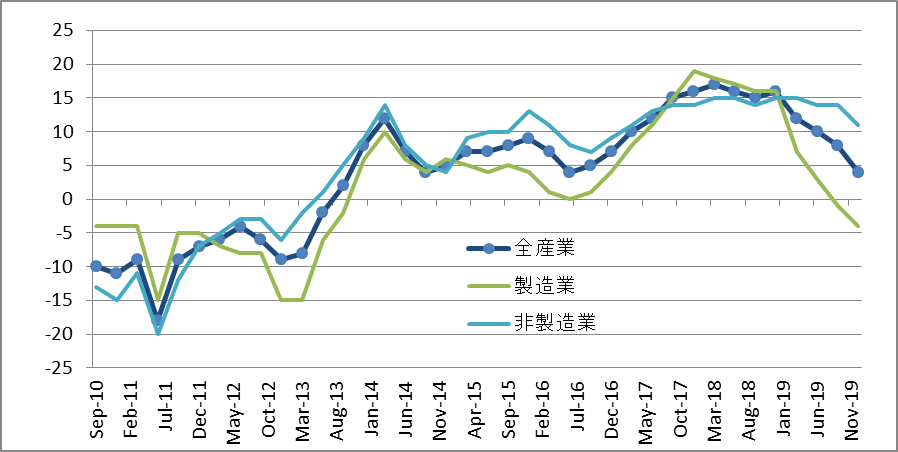 25
20
15
10
5
0
-5
-10
-15
-20
-25
全産業
製造業
非製造業
Sep-10
Feb-11
Jul-11
Dec-11
May-12
Oct-12
Mar-13
Aug-13
Jan-14
Jun-14
Nov-14
Apr-15
Sep-15
Feb-16
Jul-16
Dec-16
May-17
Oct-17
Mar-18
Aug-18
Jan-19
Jun-19
Nov-19